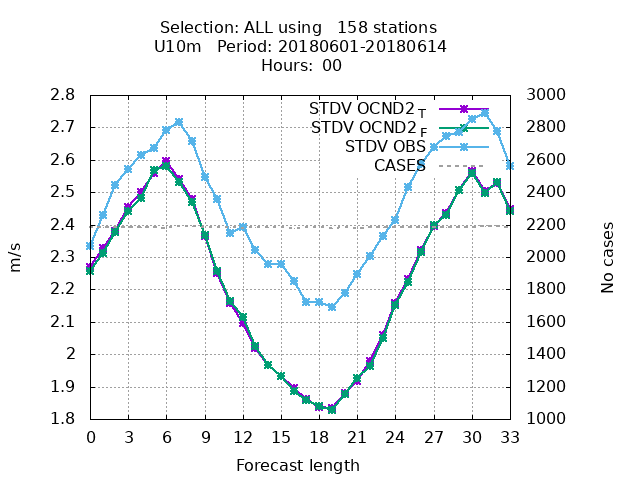 Selection: ALL using   158 stations
U10m   Period: 20180601-20180614
Hours: 00
STDV OCND2 T
STDV OCND2 F
STDV OBS
CASES
2.8
2.7
2.6
2.5
2.4
2.3
2.2
2.1
2
1.9
1.8
m/s
3000
2800
2600
2400
2200
2000
1800
1600
1400
1200
1000
No cases
0 3 6 9 12 15 18 21 24 27 30 33
Forecast length